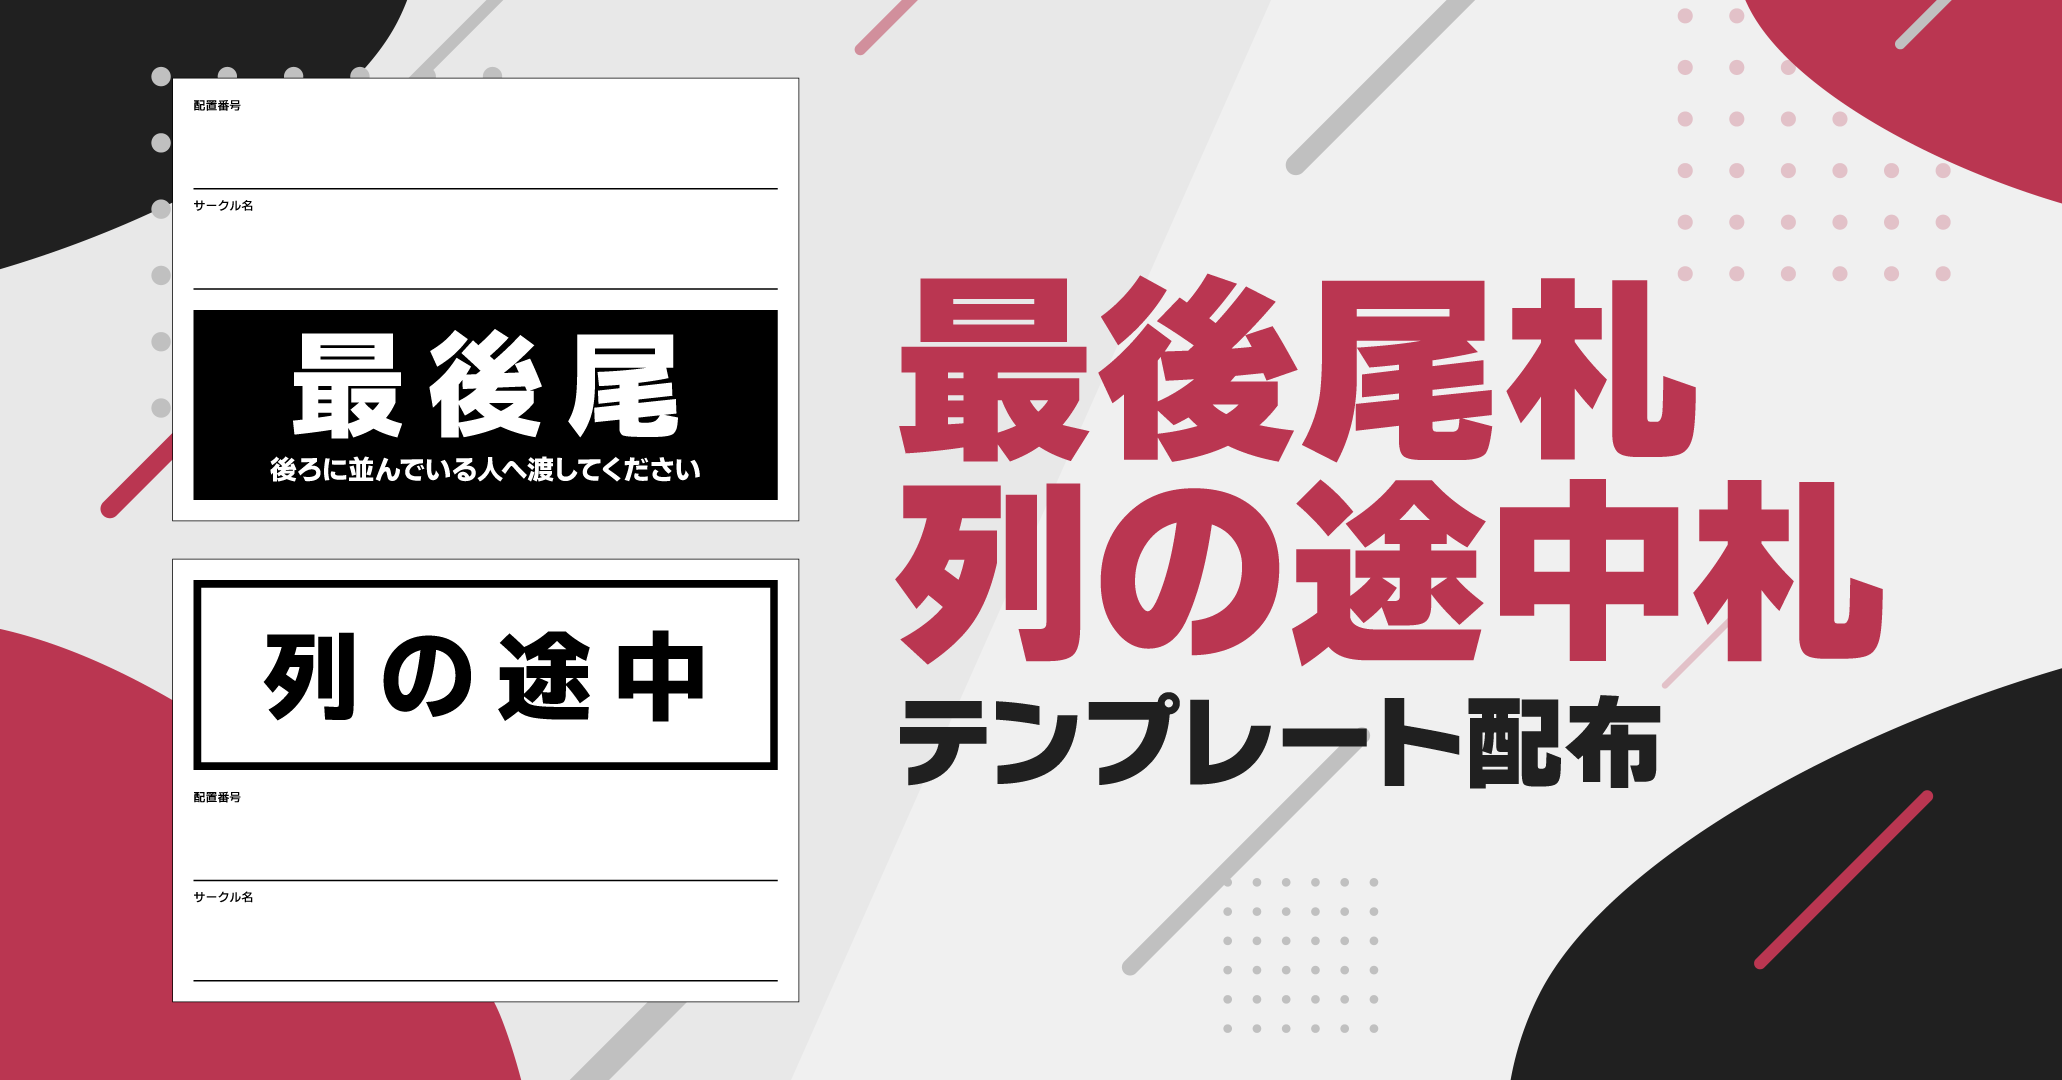 配置番号
サークル名
最後尾
後ろに並んでいる人へ渡してください
列の途中
配置番号
サークル名
最後尾札
列の途中札
テンプレート配布